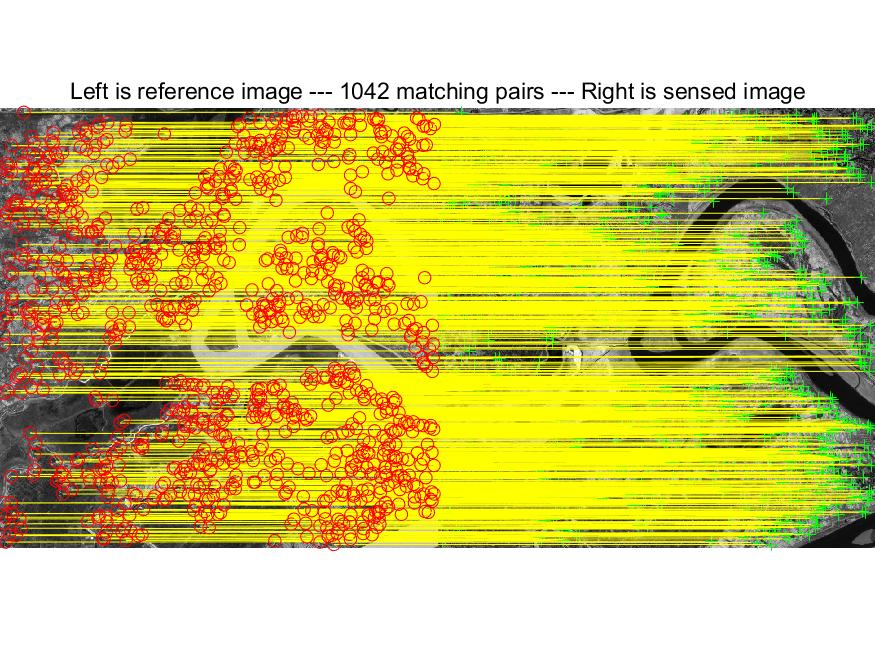 Left is reference image --- 1042 matching pairs --- Right is sensed image